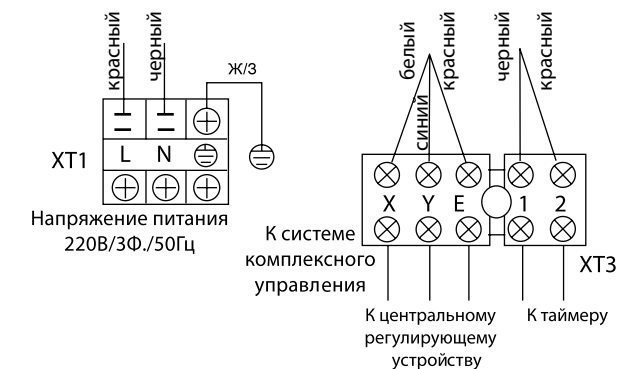 красный
черный
Ж/З
L N
XT1
Напряжение питания
220В/3Ф./50Гц
белый
синий
красный
черный
красный
X Y E 1 2
XT3
К системе
комплексного
управления
К центральному
регулирующему
устройству
К таймеру